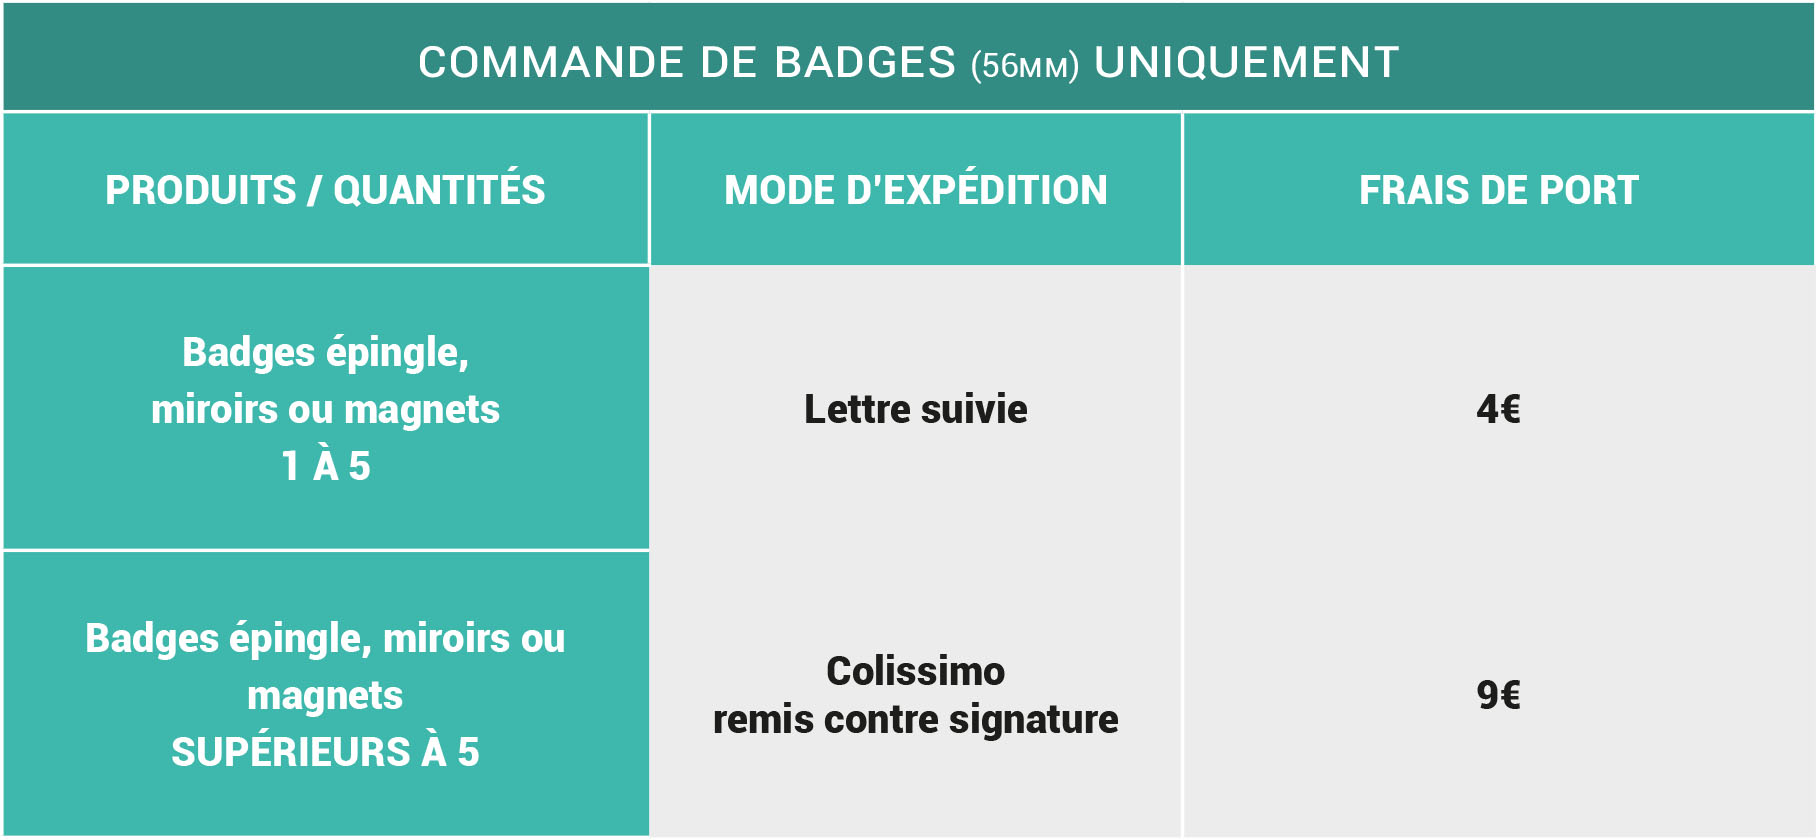 COMMANDE DE BADGES (56MM) UNIQUEMENT
PRODUITS / QUANTITÉS
MODE D'EXPÉDITION
FRAIS DE PORT
Badges épingle,
miroirs ou magnets
1 À 5
Lettre suivie
4€
Badges épingle, miroirs ou
magnets
SUPÉRIEURS À 5
Colissimo
remis contre signature
9€